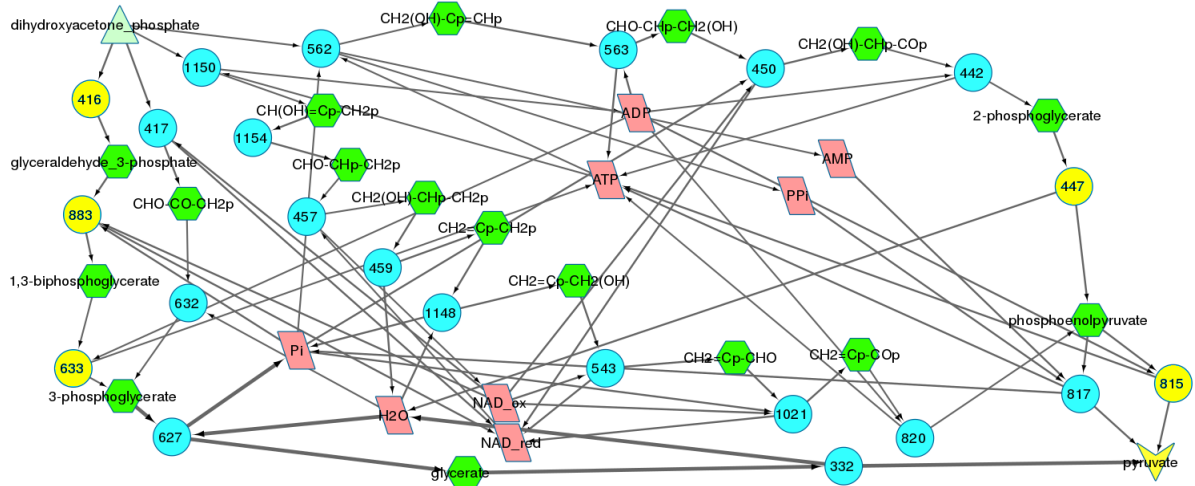 CH2(OH)-Cp=CHp
dihydroxyacetone_phosphate
CHO-CHp-CH2(OH)
CH2(OH)-CHp-COp
562
563
1150
450
442
416
CH(OH)=Cp-CH2p
ADP
2-phosphoglycerate
417
1154
glyceraldehyde_3-phosphate
CHO-CHp-CH2p
AMP
ATP
447
PPi
CH2(OH)-CHp-CH2p
CHO-CO-CH2p
883
457
CH2=Cp-CH2p
459
1,3-biphosphoglycerate
CH2=Cp-CH2(OH)
632
1148
phosphoenolpyruvate
Pi
CH2=Cp-CHO
CH2=Cp-COp
633
543
815
817
3-phosphoglycerate
NAD_ox
H2O
1021
627
NAD_red
820
332
pyruvate
glycerate